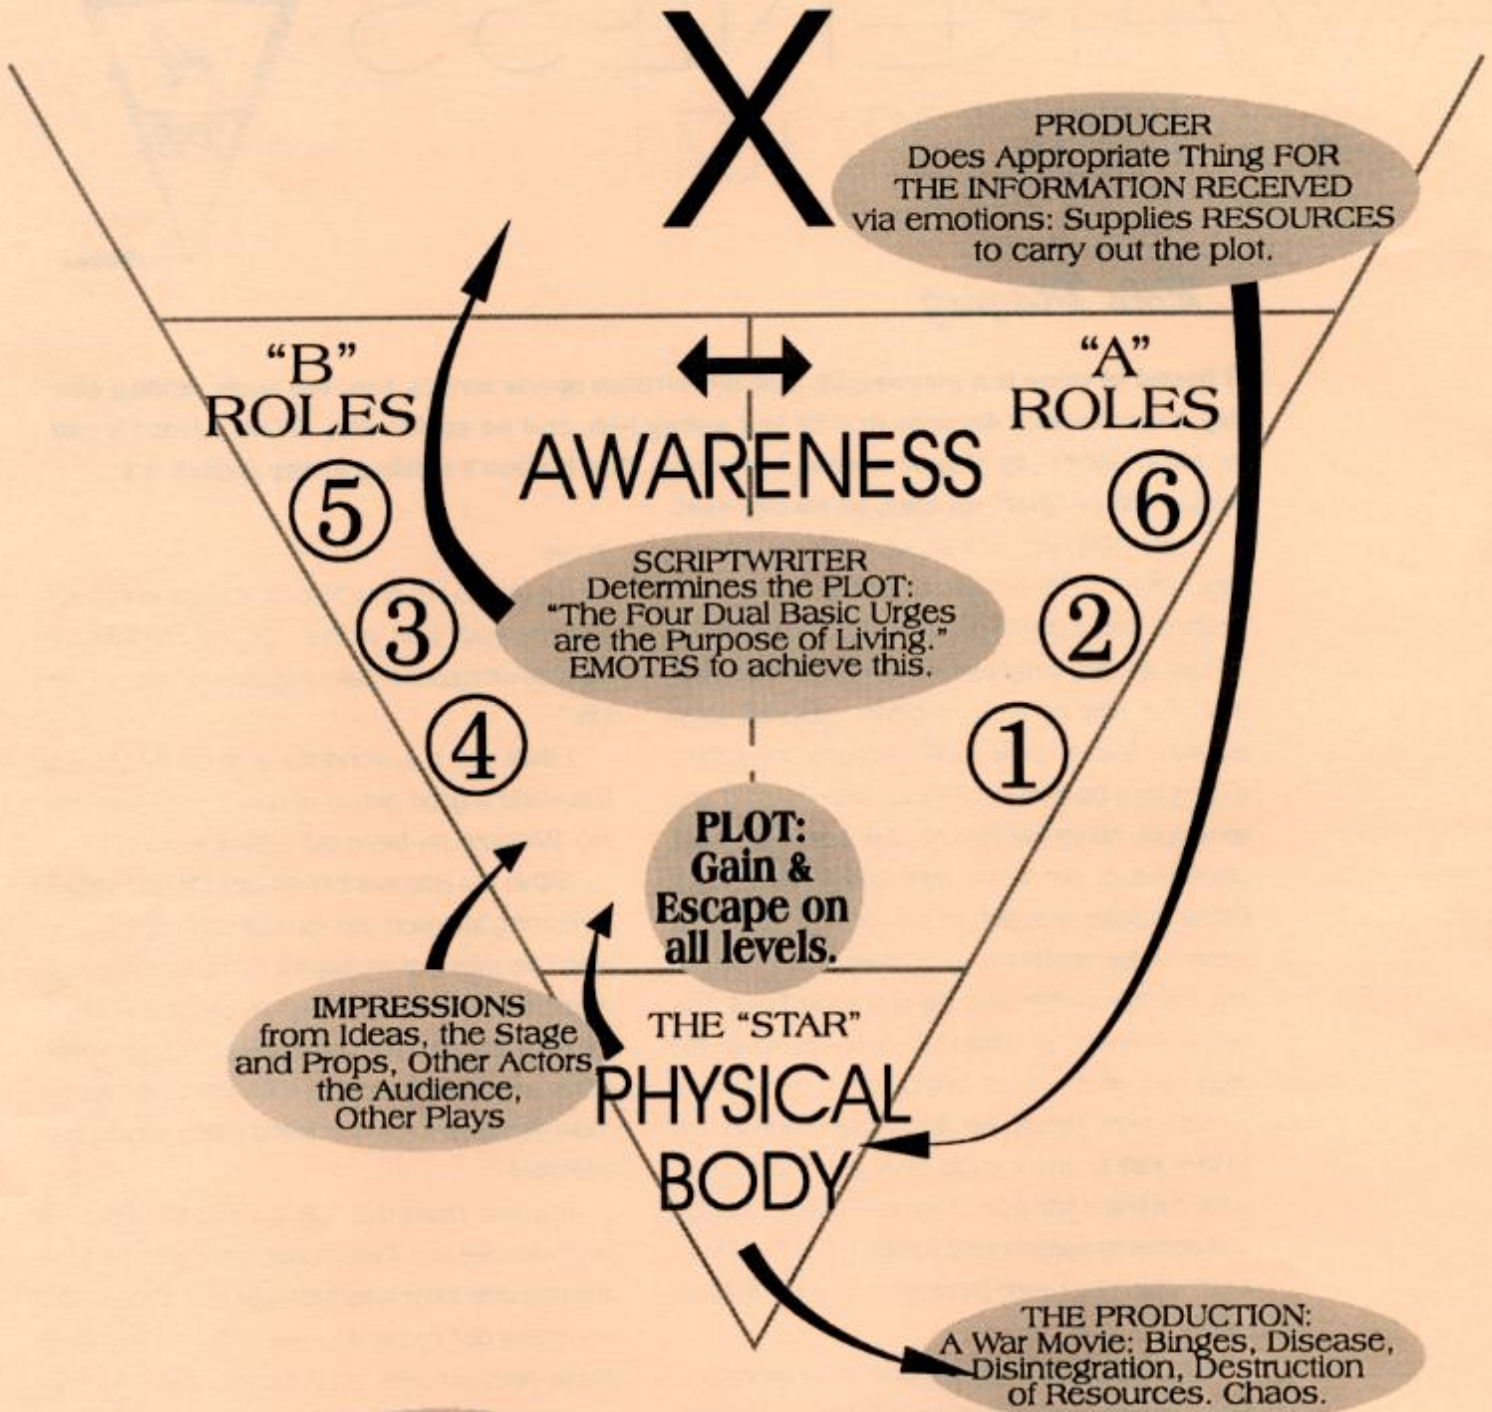 X
PRODUCER
Does Appropriate Thing FOR
THE INFORMATION RECEIVED
via emotions: Supplies RESOURCES
to carry out the plot.
“B”
ROLES
“A”
ROLES
AWARENESS
5
6
SCRIPTWRITER
Determines the PLOT:
“The Four Dual Basic Urges
are the Purpose of Living.”
EMOTES to achieve this.
3
2
4
1
PLOT:
Gain &
Escape on
all levels.
IMPRESSIONS
from Ideas, the Stage
and Props, Other Actors,
the Audience,
Other Plays
THE “STAR”
PHYSICAL
BODY
THE PRODUCTION:
A War Movie: Binges, Disease,
Disintegration, Destruction
of Resources. Chaos.